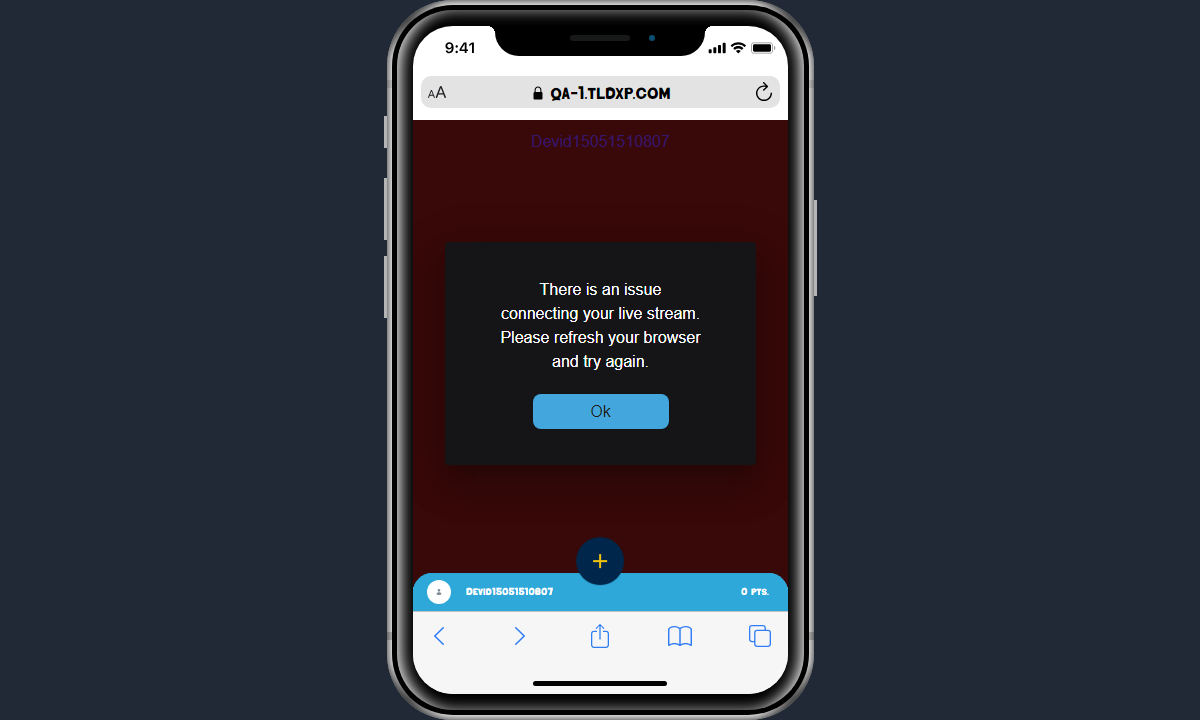 9:41
AA
QA-1.TLDXP.COM
Devid15051510807
There is an issue
connecting your live stream.
Please refresh your browser
and try again.
Ok
+
DEVID15051510807
0 PTS.